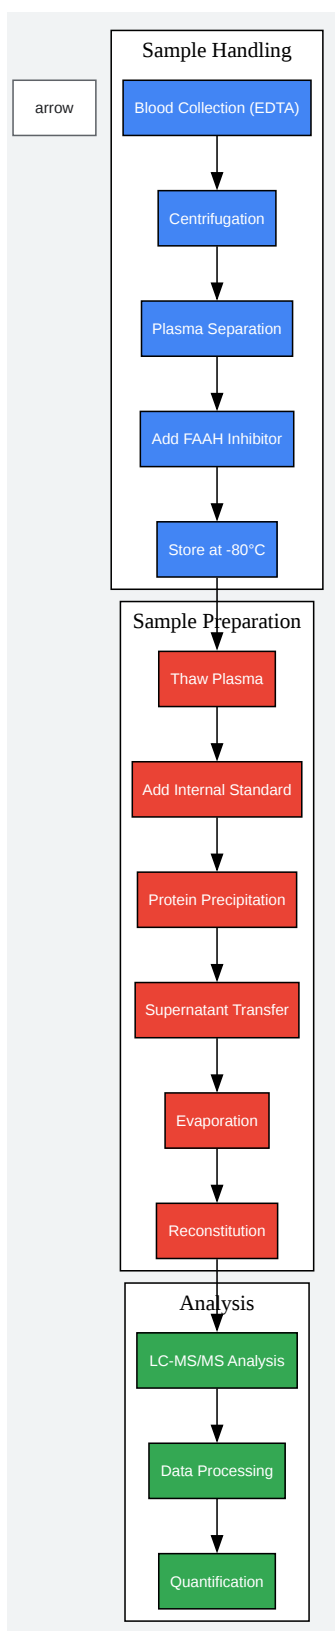 Sample Handling
arrow
Blood Collection (EDTA)
Centrifugation
Plasma Separation
Add FAAH Inhibitor
Store at -80°C
Sample Preparation
Thaw Plasma
Add Internal Standard
Protein Precipitation
Supernatant Transfer
Evaporation
Reconstitution
Analysis
LC-MS/MS Analysis
Data Processing
Quantification